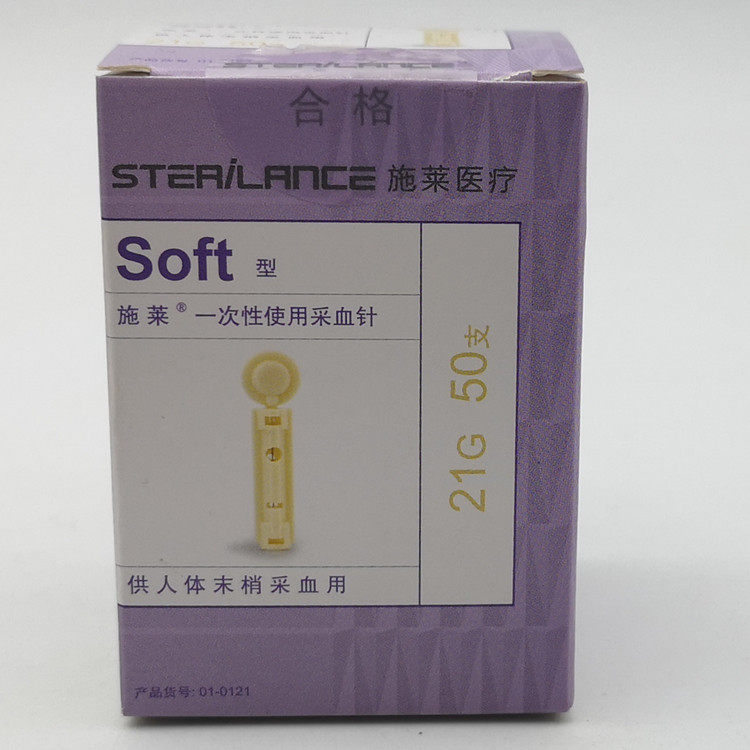 合格
STERiLANCE 施莱医疗
Soft 型
施莱® 一次性使用采血针
21G 50支
供人体末梢采血用
产品货号: 01-0121